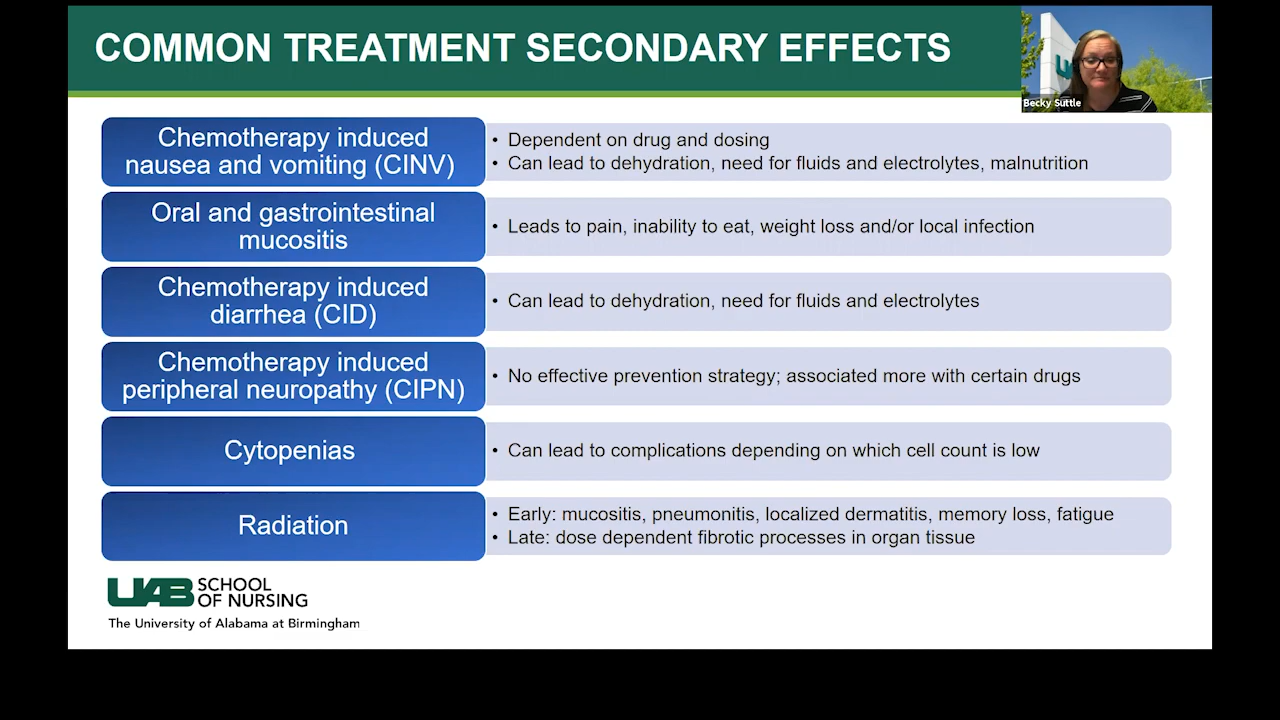 COMMON TREATMENT SECONDARY EFFECTS
Becky Suttle
Chemotherapy induced
nausea and vomiting (CINV)
• Dependent on drug and dosing
• Can lead to dehydration, need for fluids and electrolytes, malnutrition
Oral and gastrointestinal
mucositis
• Leads to pain, inability to eat, weight loss and/or local infection
Chemotherapy induced
diarrhea (CID)
• Can lead to dehydration, need for fluids and electrolytes
Chemotherapy induced
peripheral neuropathy (CIPN)
• No effective prevention strategy; associated more with certain drugs
Cytopenias
• Can lead to complications depending on which cell count is low
Radiation
• Early: mucositis, pneumonitis, localized dermatitis, memory loss, fatigue
• Late: dose dependent fibrotic processes in organ tissue
UAB SCHOOL
OF NURSING
The University of Alabama at Birmingham